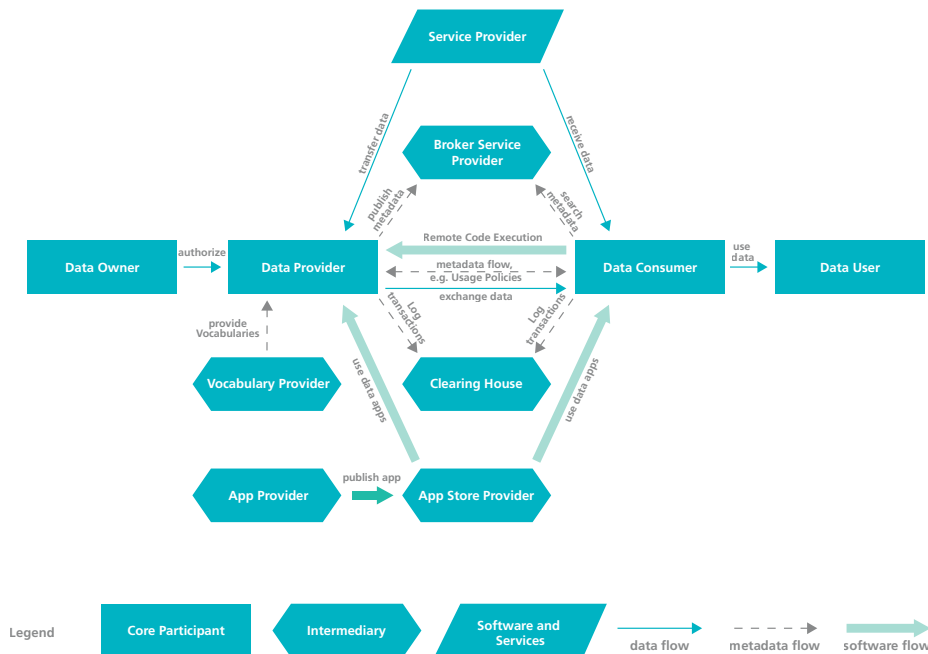 Service Provider
transfer data
receive data
Broker Service
Provider
publish
metadata
search
metadata
Data Owner
authorize
Data Provider
Remote Code Execution
metadata flow,
e.g. Usage Policies
exchange data
Data Consumer
use
data
Data User
provide
Vocabularies
Log
transactions
Log
transactions
Vocabulary Provider
Clearing House
use data apps
use data apps
App Provider
publish app
App Store Provider
Legend
Core Participant
Intermediary
Software and
Services
data flow
metadata flow
software flow